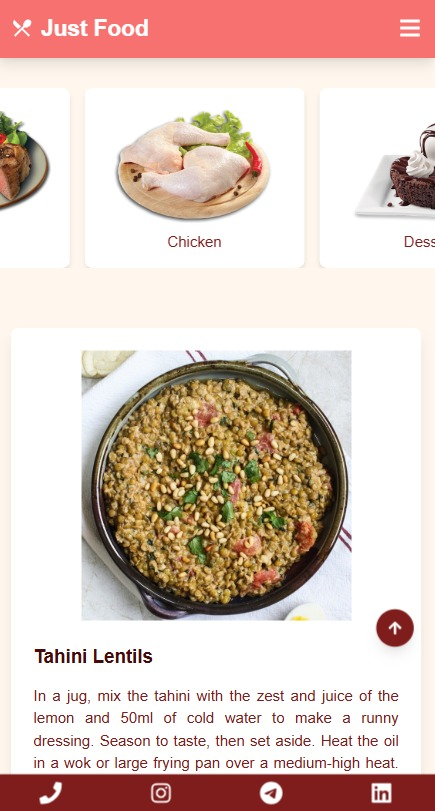 Just Food
Chicken
Dess
Tahini Lentils
In a jug, mix the tahini with the zest and juice of the
lemon and 50ml of cold water to make a runny
dressing. Season to taste, then set aside. Heat the oil
in a wok or large frying pan over a medium-high heat.